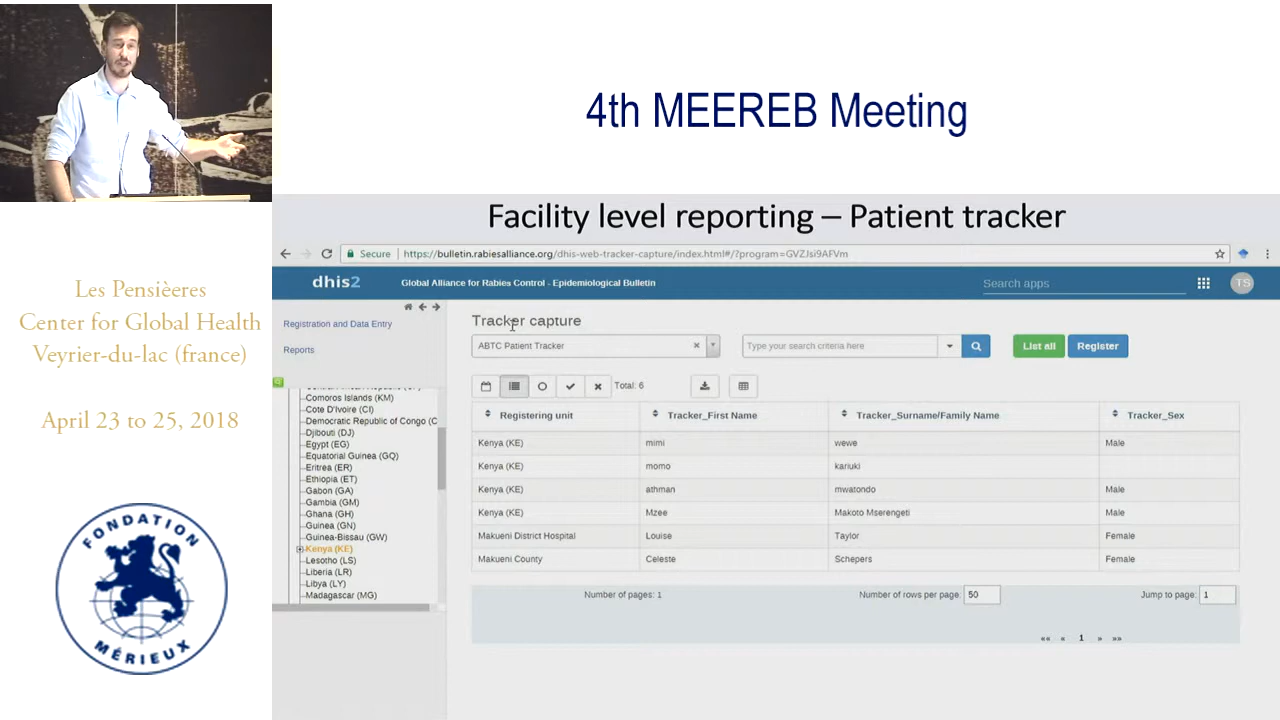 4th MEEREB Meeting
Les Pensièeres
Center for Global Health
Veyrier-du-lac (france)
April 23 to 25, 2018
FONDATION
MÉRIEUX
Facility level reporting – Patient tracker
Secure https://bulletin.rabiesalliance.org/dhis-web-tracker-capture/index.html#/?program=GVZJsi9AFVm
dhis2 Global Alliance for Rabies Control - Epidemiological Bulletin Search apps TS
Registration and Data Entry
Reports
Comoros Islands (KM)
Cote D'Ivoire (CI)
Democratic Republic of Congo (C
Djibouti (DJ)
Egypt (EG)
Equatorial Guinea (GQ)
Eritrea (ER)
Ethiopia (ET)
Gabon (GA)
Gambia (GM)
Ghana (GH)
Guinea (GN)
Guinea-Bissau (GW)
Kenya (KE)
Lesotho (LS)
Liberia (LR)
Libya (LY)
Madagascar (MG)
Tracker capture
ABTC Patient Tracker Type your search criteria here List all Register
Total: 6
Registering unit Tracker_First Name Tracker_Surname/Family Name Tracker_Sex
Kenya (KE) mimi wewe Male
Kenya (KE) momo kariuki
Kenya (KE) athman mwatondo Male
Kenya (KE) Mzee Makoto Mserengeti Male
Makueni District Hospital Louise Taylor Female
Makueni County Celeste Schepers Female
Number of pages: 1 Number of rows per page: 50 Jump to page: 1
«« « 1 » »»